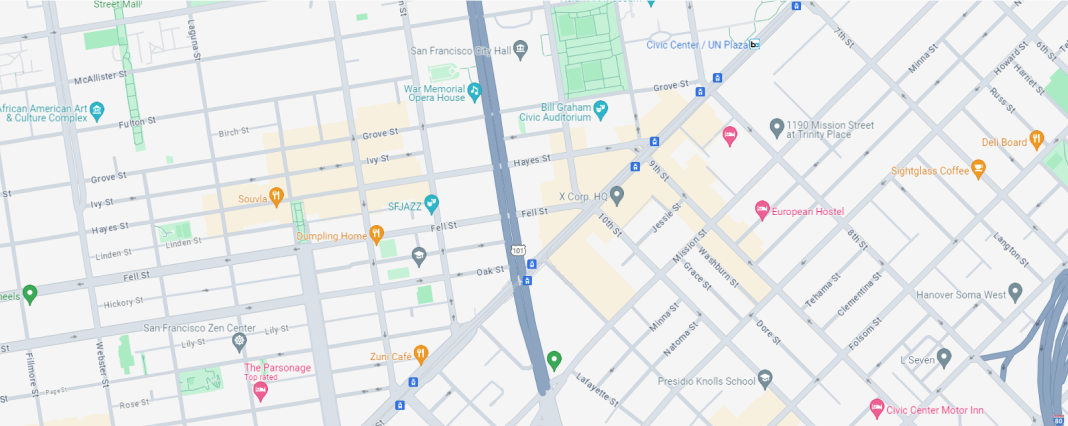 Street Mall
San Francisco City Hall
Civic Center / UN Plaza
7th St
Minna St
Howard St
6th St
Harriet St
Laguna St
McAllister St
War Memorial
Opera House
Grove St
Russ St
African American Art
& Culture Complex
Fulton St
Birch St
Grove St
Bill Graham
Civic Auditorium
1190 Mission Street
at Trinity Place
Deli Board
Ivy St
Hayes St
9th St
Sightglass Coffee
Grove St
Ivy St
Souvla
SFJAZZ
X Corp. HQ
European Hostel
Hayes St
Linden St
Dumpling Home
Fell St
Fell St
10th St
Jessie St
Mission St
8th St
Langton St
Linden St
101
Fell St
Oak St
Washburn St
Grace St
Tehama St
Clementina St
Hanover Soma West
Hickory St
San Francisco Zen Center
Lily St
Lily St
Minna St
Natoma St
Dore St
Folsom St
Fillmore St
Webster St
Zuni Café
L Seven
The Parsonage
Top rated
Page St
Rose St
Lafayette St
Presidio Knolls School
Civic Center Motor Inn
80